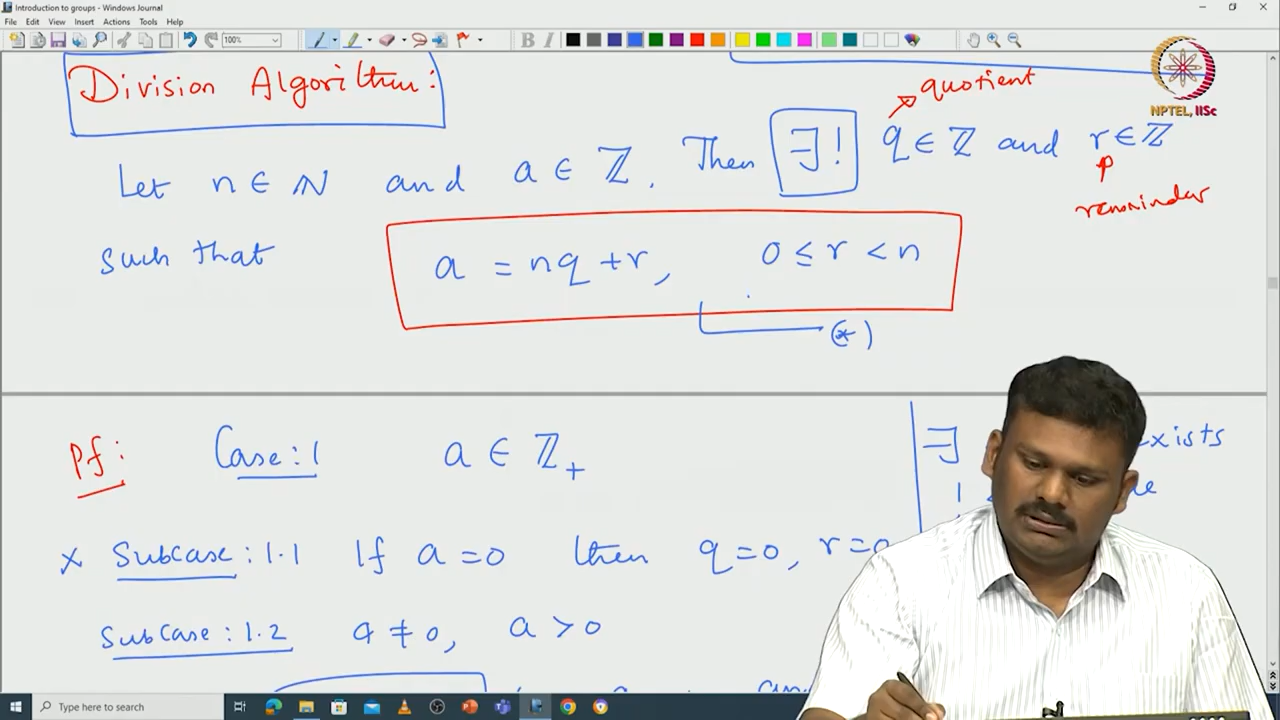 Introduction to groups - Windows Journal
File Edit View Insert Actions Tools Help
100%
B I
NPTEL, IISc
Division Algorithm:
quotient
Let n ∈ ℕ and a ∈ ℤ. Then ∃! q ∈ ℤ and r ∈ ℤ
remainder
such that a = nq + r, 0 ≤ r < n
(*)
Pf: Case:1 a ∈ ℤ+
∃ exists
!
x Subcase:1.1 If a = 0 then q = 0, r = 0
Subcase:1.2 a ≠ 0, a > 0
Type here to search